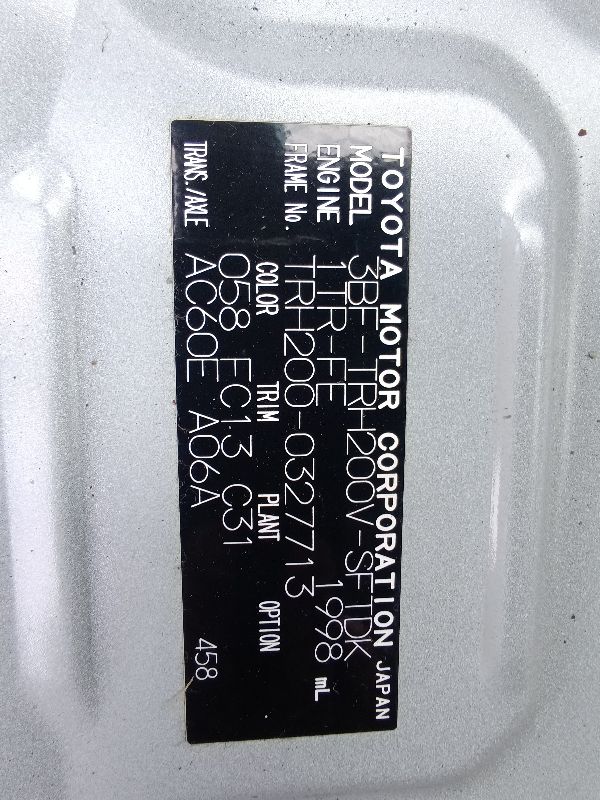 TOYOTA MOTOR CORPORATION JAPAN
MODEL 3BF-TRH200V-SFTDK
ENGINE 1TR-FE 1998 mL
FRAME No. TRH200-0327713
COLOR TRIM PLANT OPTION
058 FC13 C31
TRANS./AXLE AC60E A06A 458